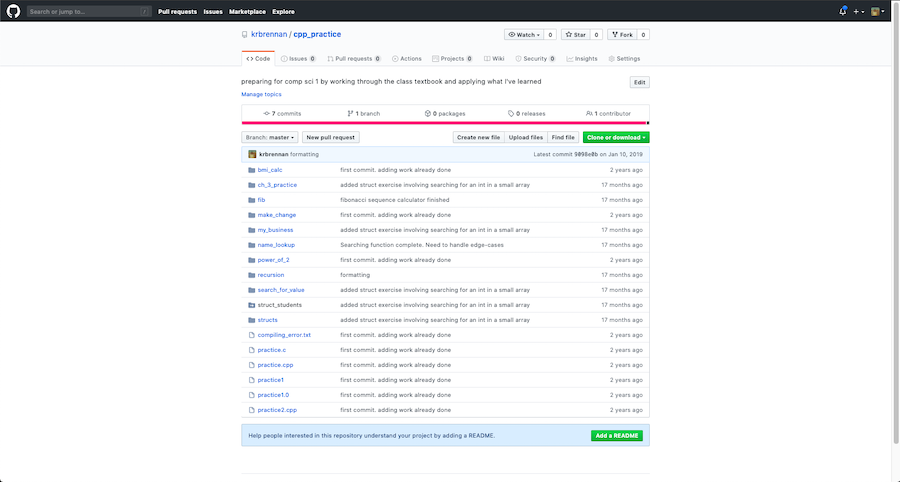 Search or jump to... / Pull requests Issues Marketplace Explore
krbrennan / cpp_practice Watch 0 Star 0 Fork 0
Code Issues 0 Pull requests 0 Actions Projects 0 Wiki Security 0 Insights Settings
preparing for comp sci 1 by working through the class textbook and applying what I've learned Edit
Manage topics
7 commits 1 branch 0 packages 0 releases 1 contributor
Branch: master New pull request Create new file Upload files Find file Clone or download
krbrennan formatting Latest commit on Jan 10, 2019
bmi_calc first commit. adding work already done 2 years ago
ch_3_practice added struct exercise involving searching for an int in a small array 17 months ago
fib fibonacci sequence calculator finished 17 months ago
make_change first commit. adding work already done 2 years ago
my_business added struct exercise involving searching for an int in a small array 17 months ago
name_lookup Searching function complete. Need to handle edge-cases 17 months ago
power_of_2 first commit. adding work already done 2 years ago
recursion formatting 17 months ago
search_for_value added struct exercise involving searching for an int in a small array 17 months ago
struct_students added struct exercise involving searching for an int in a small array 17 months ago
structs added struct exercise involving searching for an int in a small array 17 months ago
compiling_error.txt first commit. adding work already done 2 years ago
practice.c first commit. adding work already done 2 years ago
practice.cpp first commit. adding work already done 2 years ago
practice1 first commit. adding work already done 2 years ago
practice1.0 first commit. adding work already done 2 years ago
practice2.cpp first commit. adding work already done 2 years ago
Help people interested in this repository understand your project by adding a README. Add a README